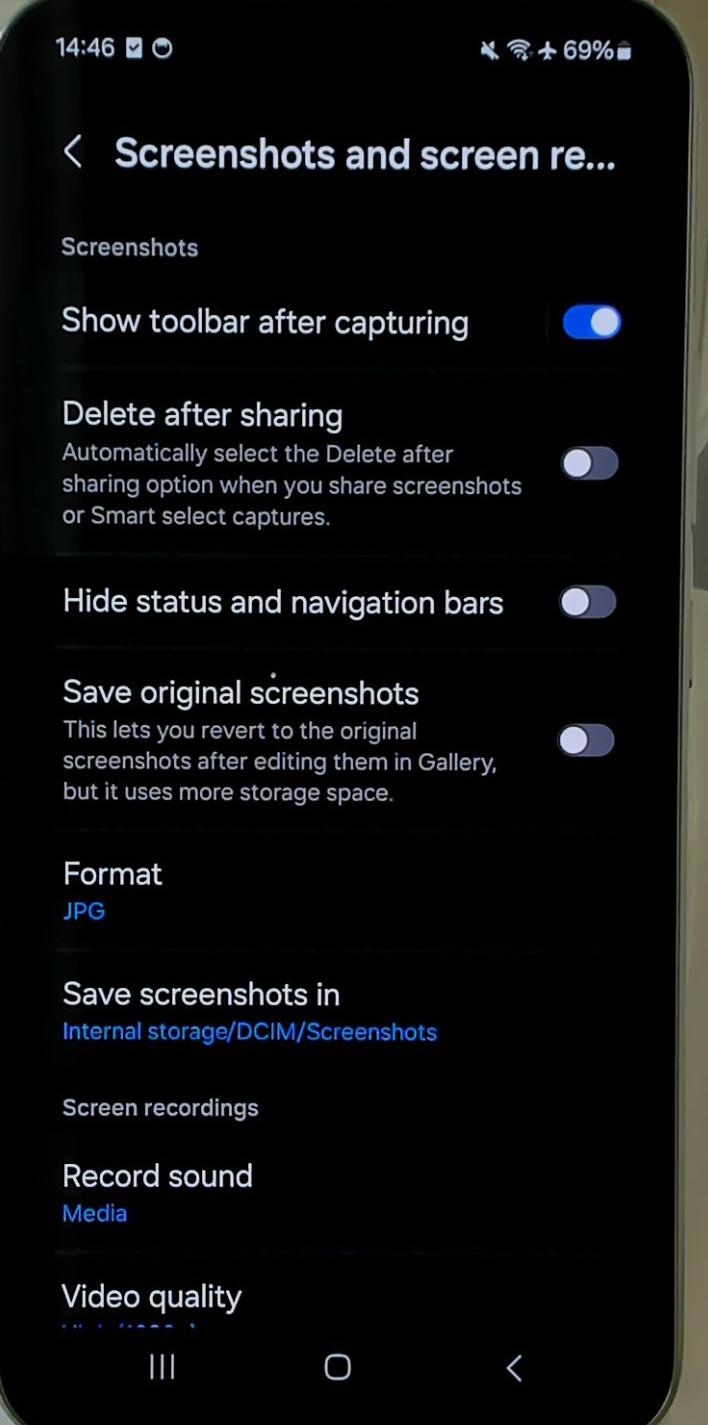 14:46 69%
Screenshots and screen re...
Screenshots
Show toolbar after capturing
Delete after sharing
Automatically select the Delete after
sharing option when you share screenshots
or Smart select captures.
Hide status and navigation bars
Save original screenshots
This lets you revert to the original
screenshots after editing them in Gallery,
but it uses more storage space.
Format
JPG
Save screenshots in
Internal storage/DCIM/Screenshots
Screen recordings
Record sound
Media
Video quality